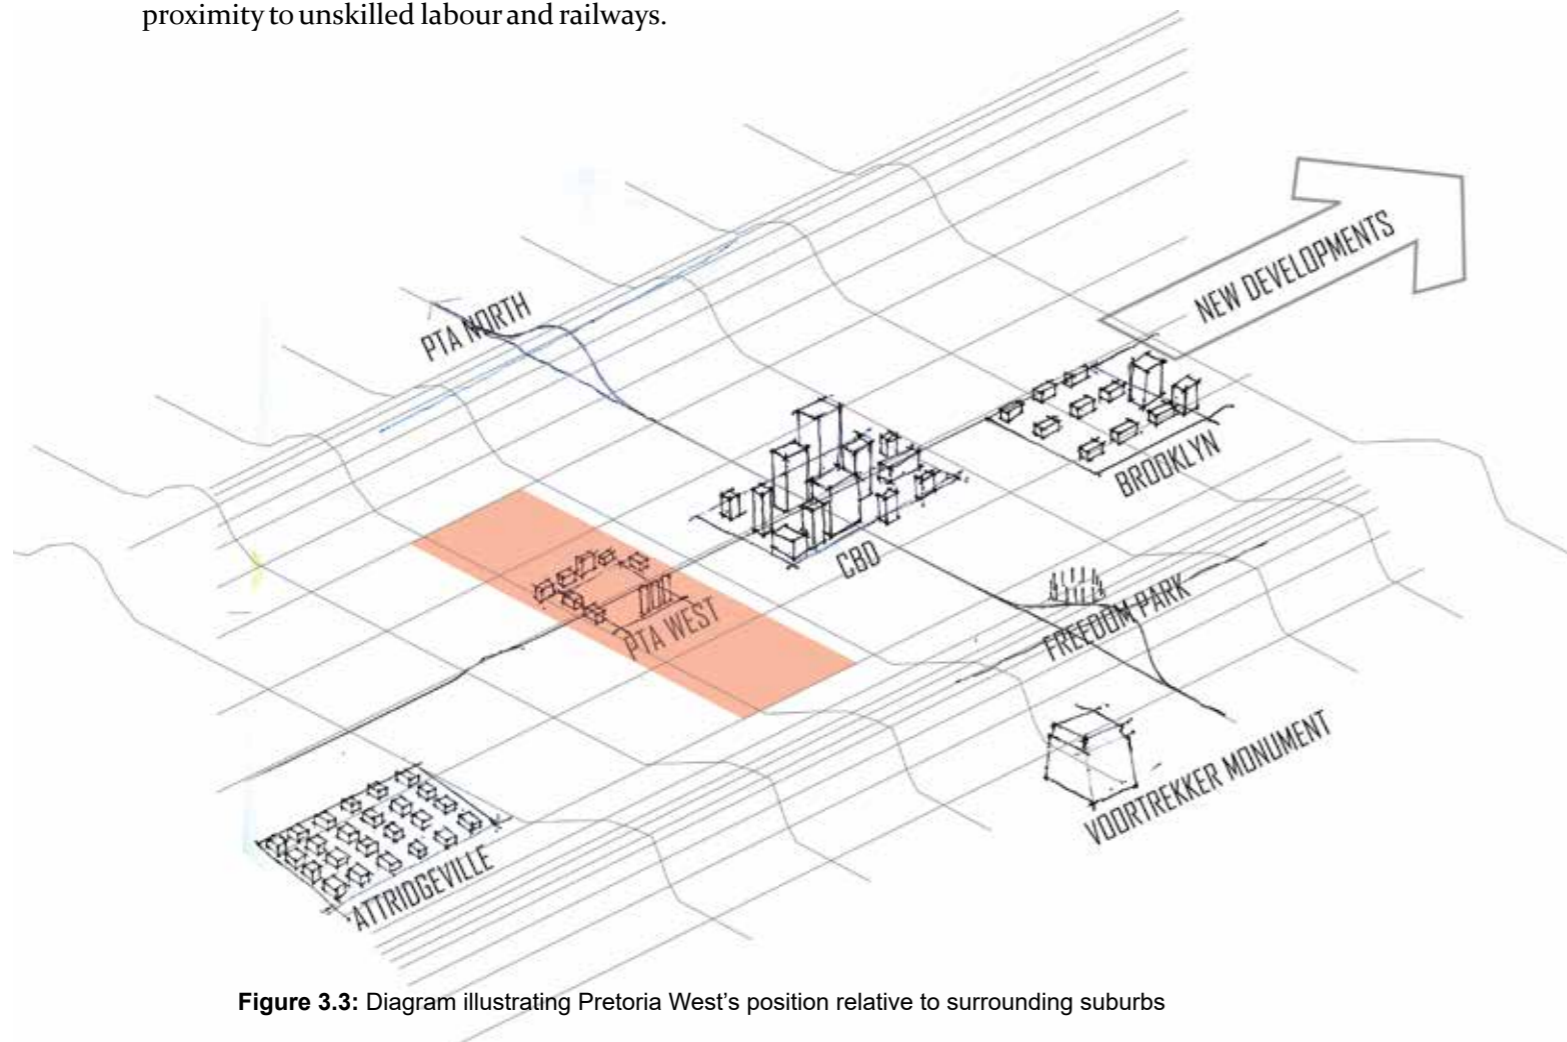 proximity to unskilled labour and railways.
NEW DEVELOPMENTS
PTA NORTH
BROOKLYN
CBD
PTA WEST
FREEDOM PARK
VOORTREKKER MONUMENT
ATTRIDGEVILLE
Figure 3.3: Diagram illustrating Pretoria West's position relative to surrounding suburbs